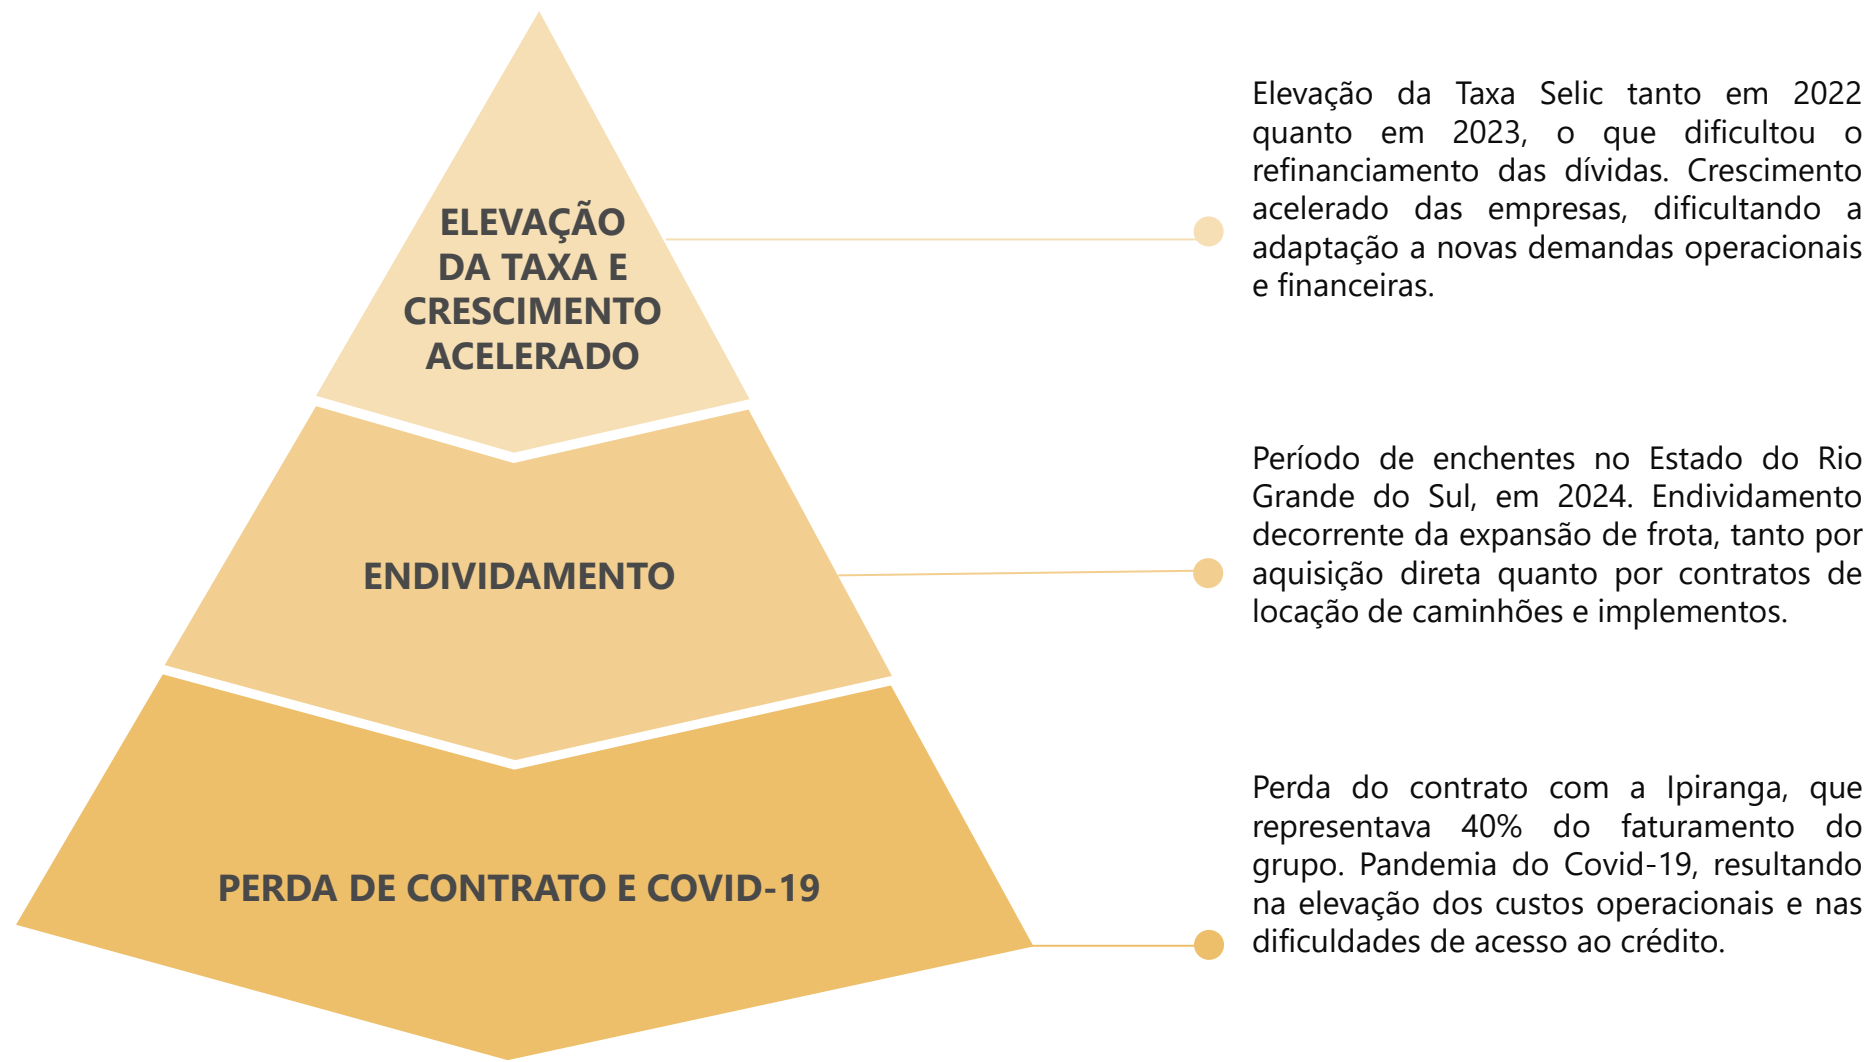 ELEVAÇÃO
DA TAXA E
CRESCIMENTO
ACELERADO
Elevação da Taxa Selic tanto em 2022
quanto em 2023, o que dificultou o
refinanciamento das dívidas. Crescimento
acelerado das empresas, dificultando a
adaptação a novas demandas operacionais
e financeiras.
ENDIVIDAMENTO
Período de enchentes no Estado do Rio
Grande do Sul, em 2024. Endividamento
decorrente da expansão de frota, tanto por
aquisição direta quanto por contratos de
locação de caminhões e implementos.
PERDA DE CONTRATO E COVID-19
Perda do contrato com a Ipiranga, que
representava 40% do faturamento do
grupo. Pandemia do Covid-19, resultando
na elevação dos custos operacionais e nas
dificuldades de acesso ao crédito.